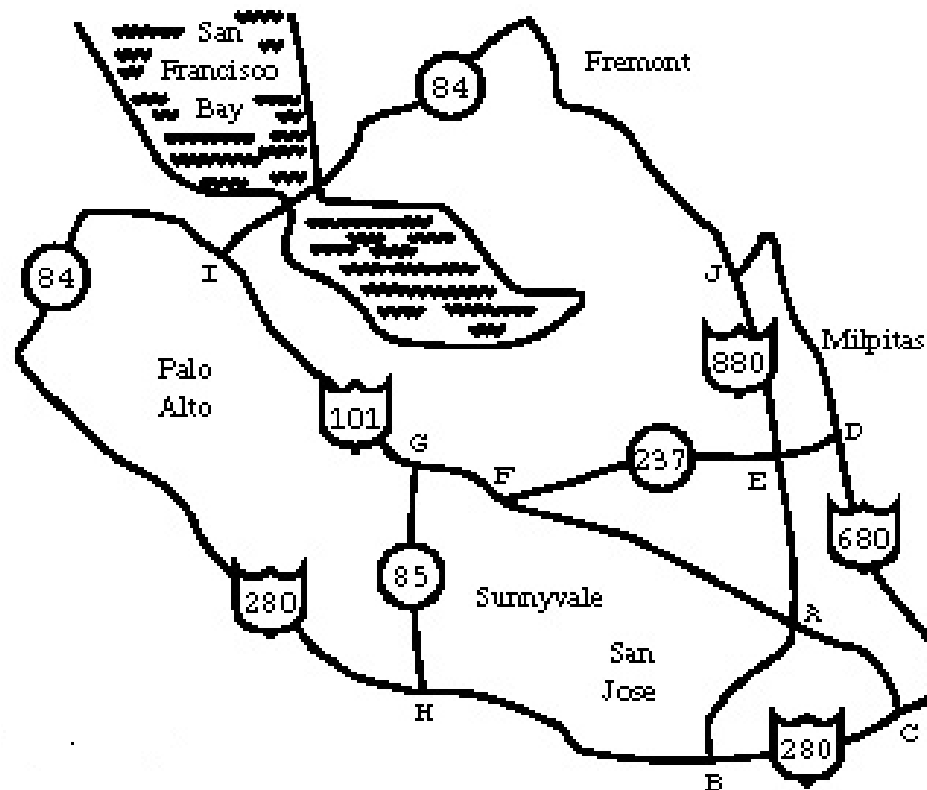 San
Francisco
Bay
84
Fremont
84
I
J
Palo
Alto
880
Milpitas
101
G
F
237
E
D
680
85
280
Sunnyvale
A
San
Jose
H
B
280
C